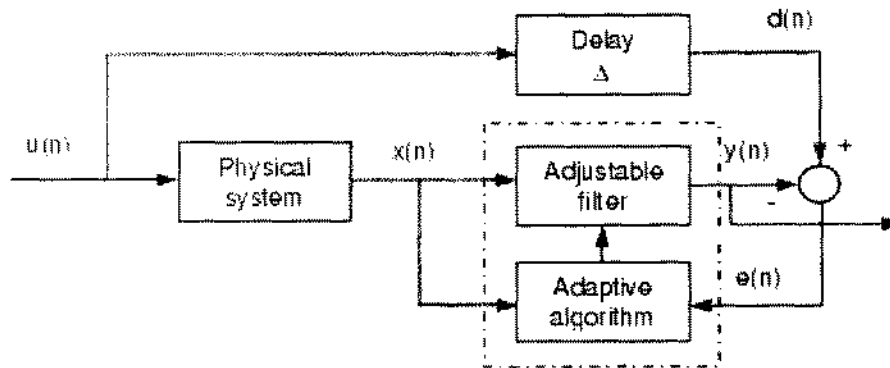 Delay
Δ
d(n)
u(n)
Physical
system
x(n)
Adjustable
filter
y(n)
+
-
Adaptive
algorithm
e(n)